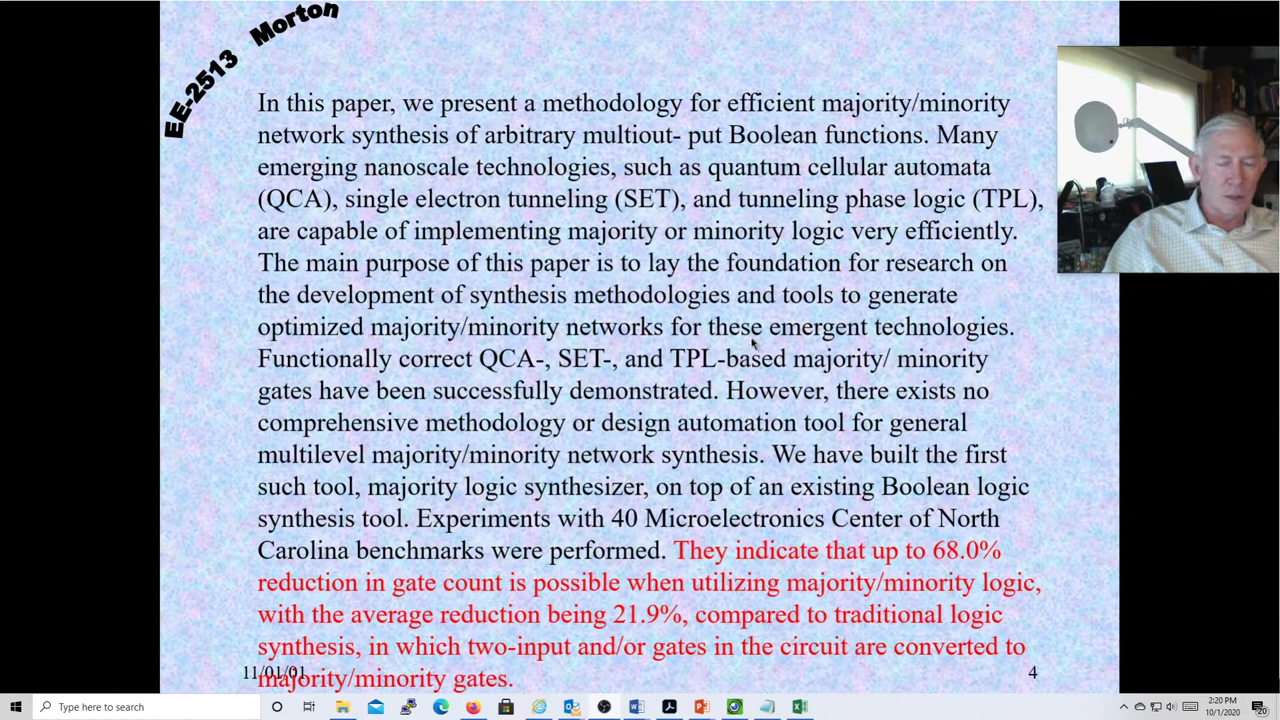 EE-2513 Morton
In this paper, we present a methodology for efficient majority/minority
network synthesis of arbitrary multiout- put Boolean functions. Many
emerging nanoscale technologies, such as quantum cellular automata
(QCA), single electron tunneling (SET), and tunneling phase logic (TPL),
are capable of implementing majority or minority logic very efficiently.
The main purpose of this paper is to lay the foundation for research on
the development of synthesis methodologies and tools to generate
optimized majority/minority networks for these emergent technologies.
Functionally correct QCA-, SET-, and TPL-based majority/ minority
gates have been successfully demonstrated. However, there exists no
comprehensive methodology or design automation tool for general
multilevel majority/minority network synthesis. We have built the first
such tool, majority logic synthesizer, on top of an existing Boolean logic
synthesis tool. Experiments with 40 Microelectronics Center of North
Carolina benchmarks were performed. They indicate that up to 68.0%
reduction in gate count is possible when utilizing majority/minority logic,
with the average reduction being 21.9%, compared to traditional logic
synthesis, in which two-input and/or gates in the circuit are converted to
majority/minority gates.
11/01/01
4
Type here to search
2:20 PM
10/1/2020
20